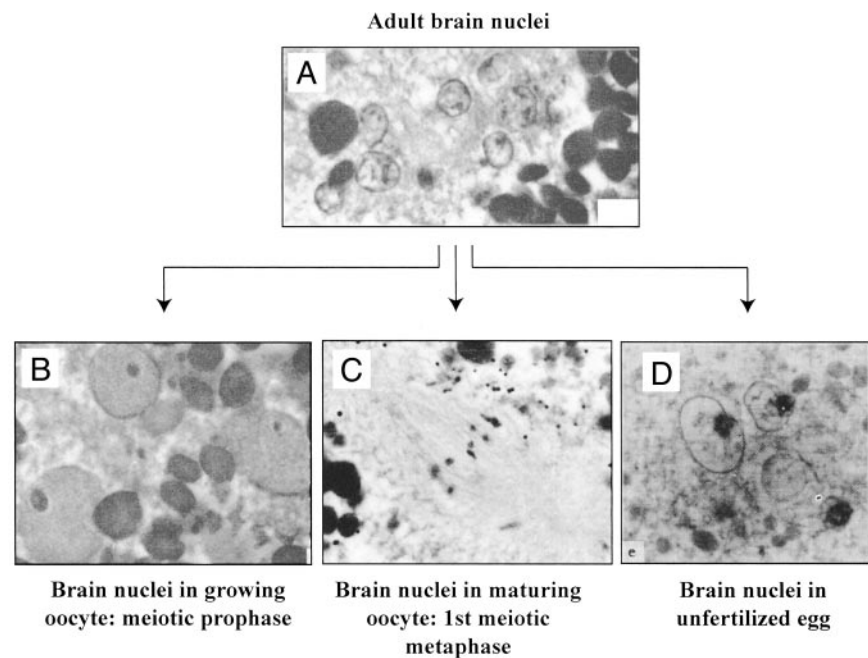 Adult brain nuclei
A
B
C
D
e
Brain nuclei in growing
oocyte: meiotic prophase
Brain nuclei in maturing
oocyte: 1st meiotic
metaphase
Brain nuclei in
unfertilized egg